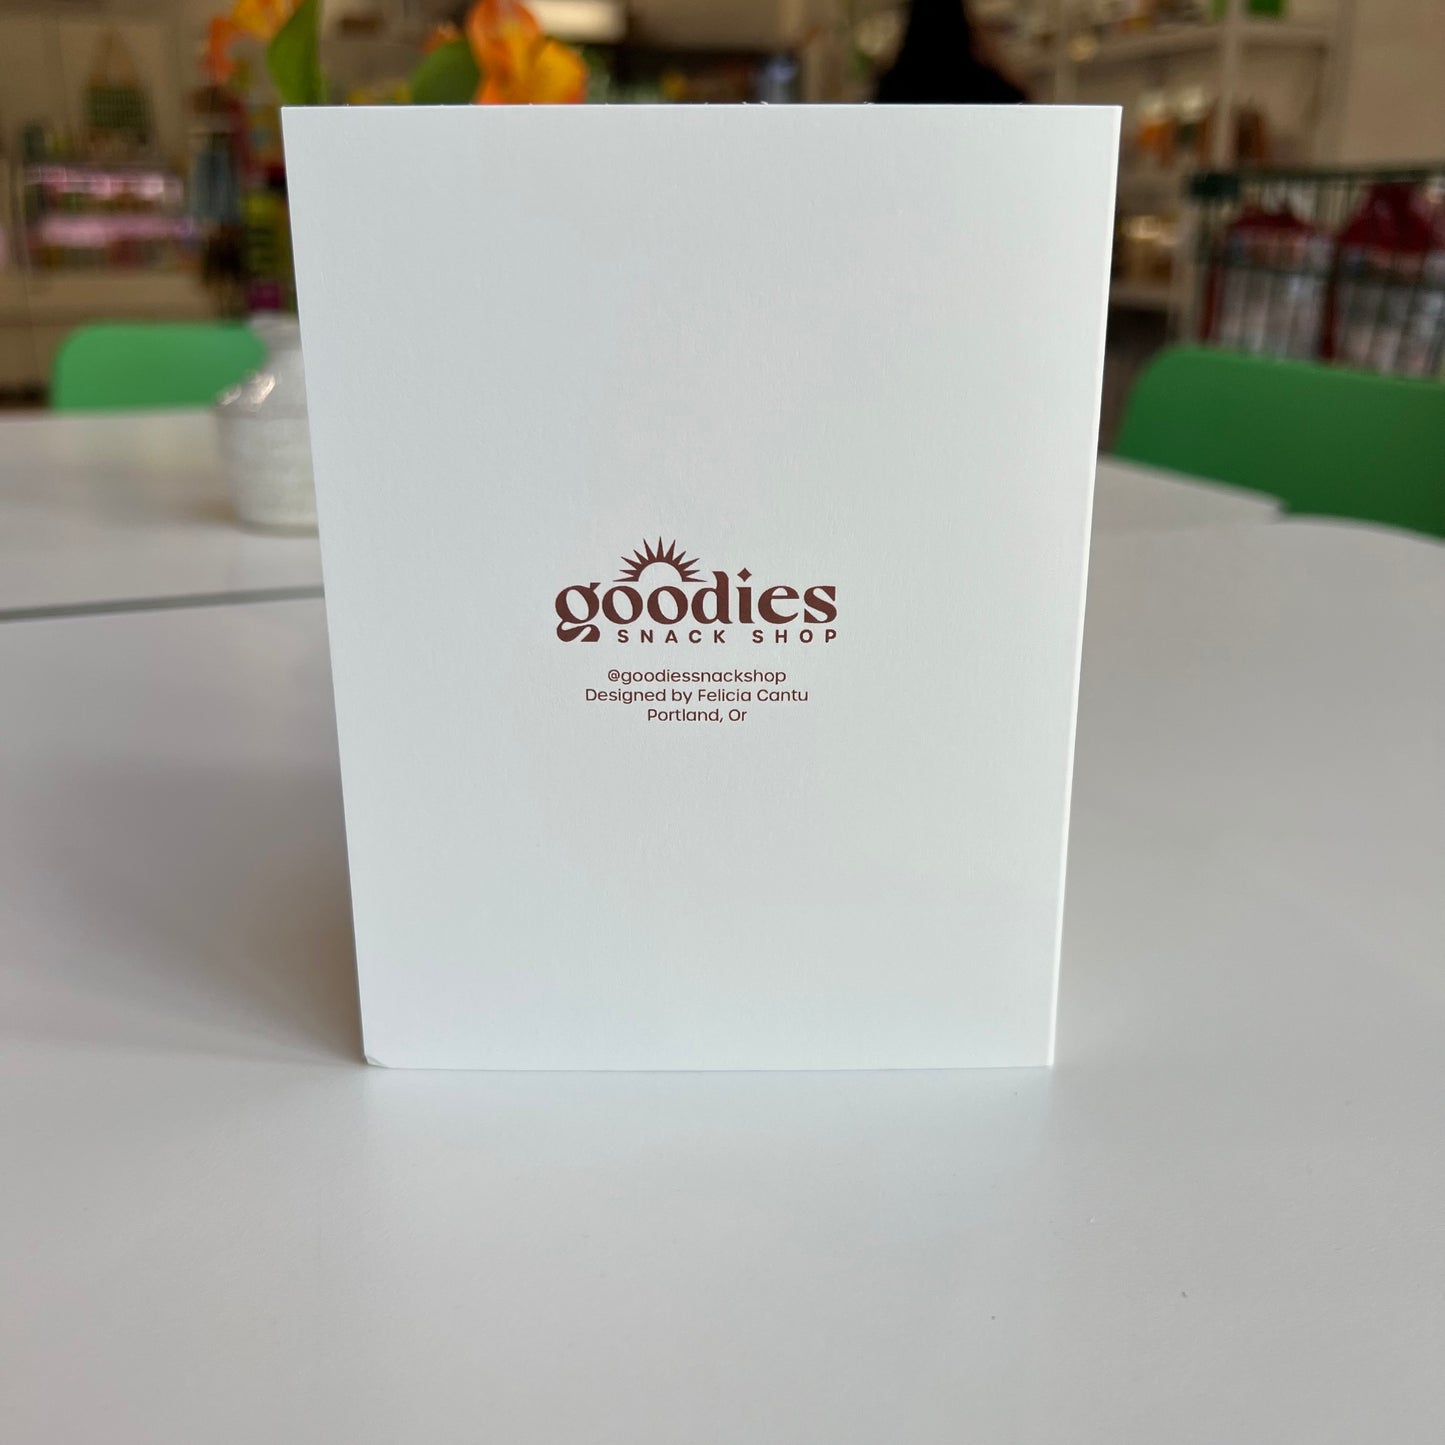 goodies
SNACK SHOP
@goodiessnackshop
Designed by Felicia Cantu
Portland, Or